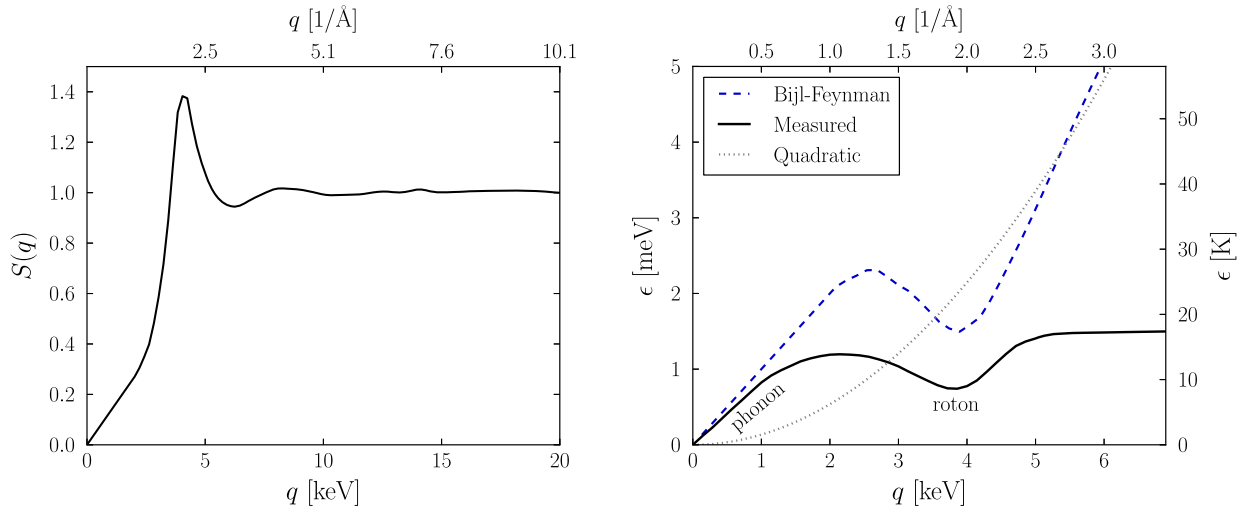 q [1/Å]
2.5 5.1 7.6 10.1
1.4
1.2
1.0
0.8
0.6
0.4
0.2
0.0
S(q)
0 5 10 15 20
q [keV]
q [1/Å]
0.5 1.0 1.5 2.0 2.6 3.0
5
4
3
2
1
0
ϵ [meV]
Bijl-Feynman
Measured
Quadratic
phonon
roton
50
40
30
20
10
0
ϵ [K]
0 1 2 3 4 5 6
q [keV]